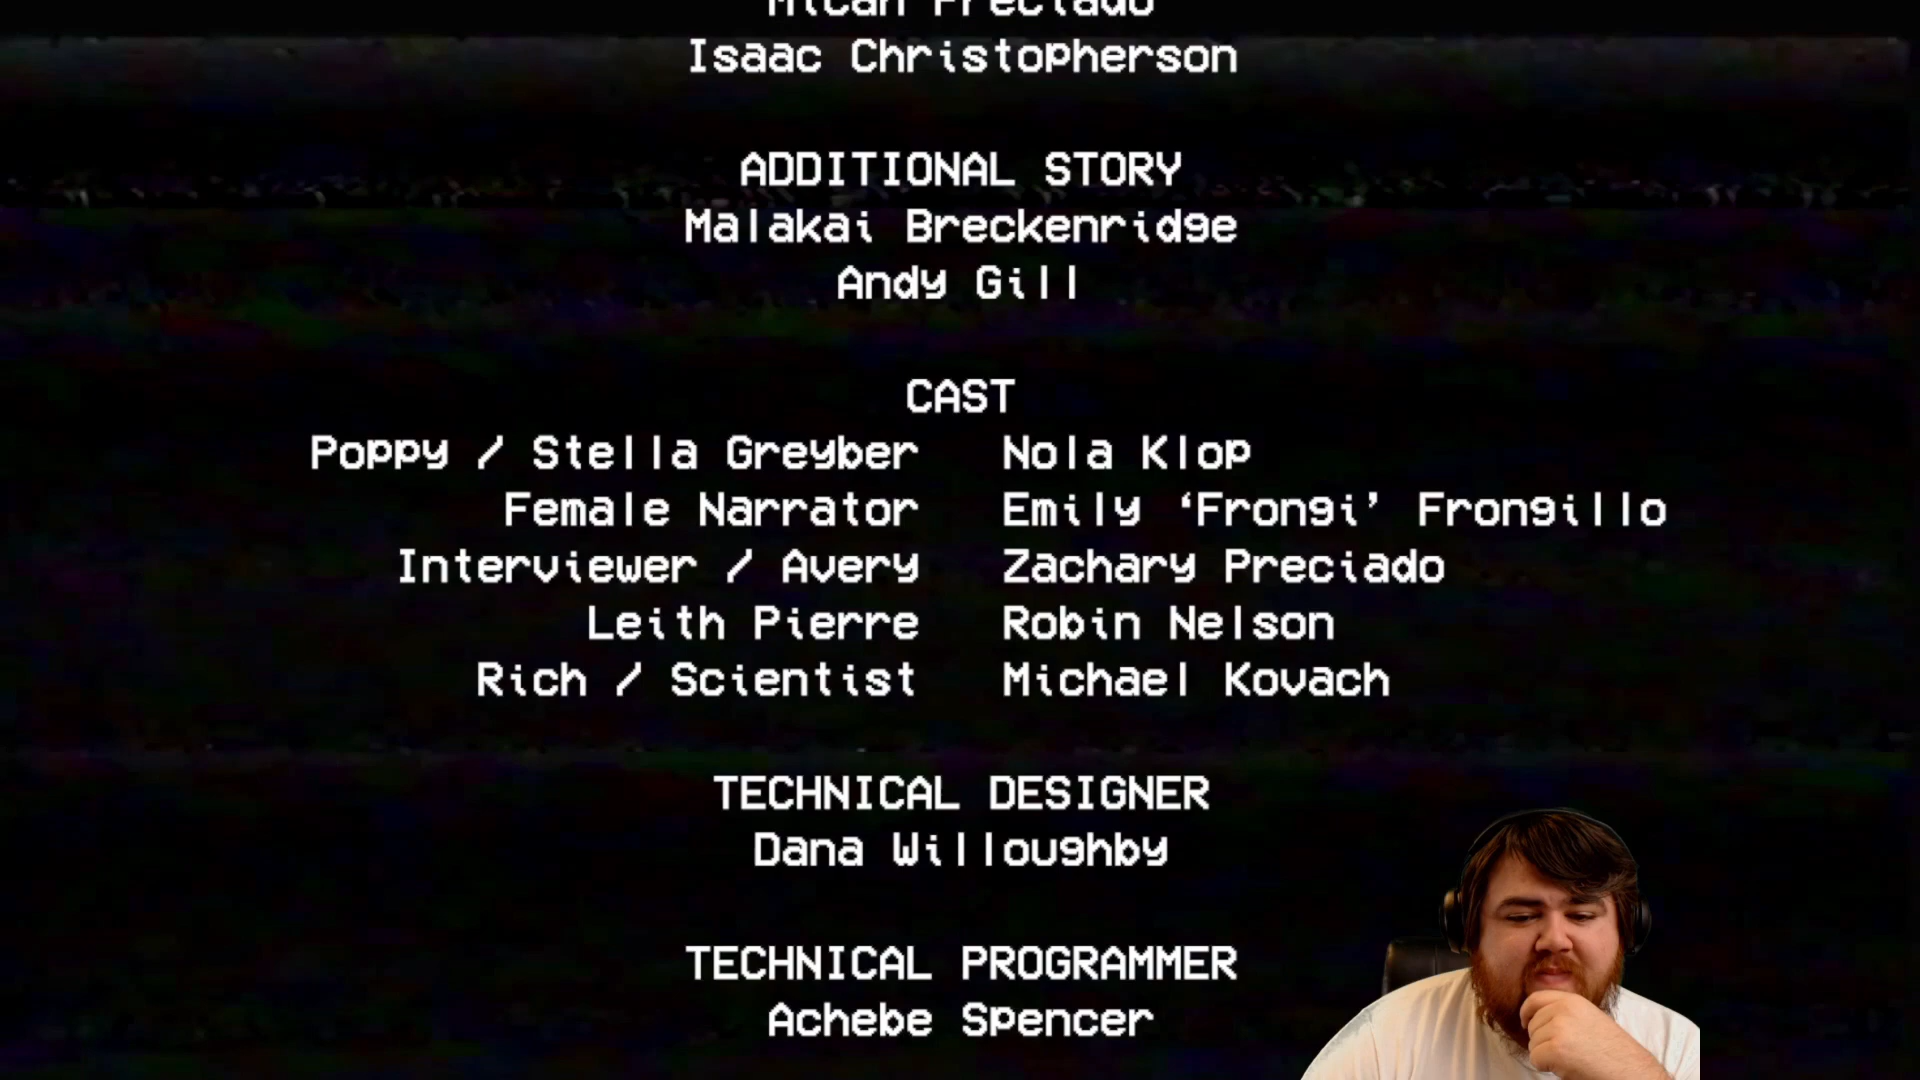 Micah Preciado
Isaac Christopherson
ADDITIONAL STORY
Malakai Breckenridge
Andy Gill
CAST
Poppy / Stella Greyber Nola Klop
Female Narrator Emily ‘Frongi’ Frongillo
Interviewer / Avery Zachary Preciado
Leith Pierre Robin Nelson
Rich / Scientist Michael Kovach
TECHNICAL DESIGNER
Dana Willoughby
TECHNICAL PROGRAMMER
Achebe Spencer